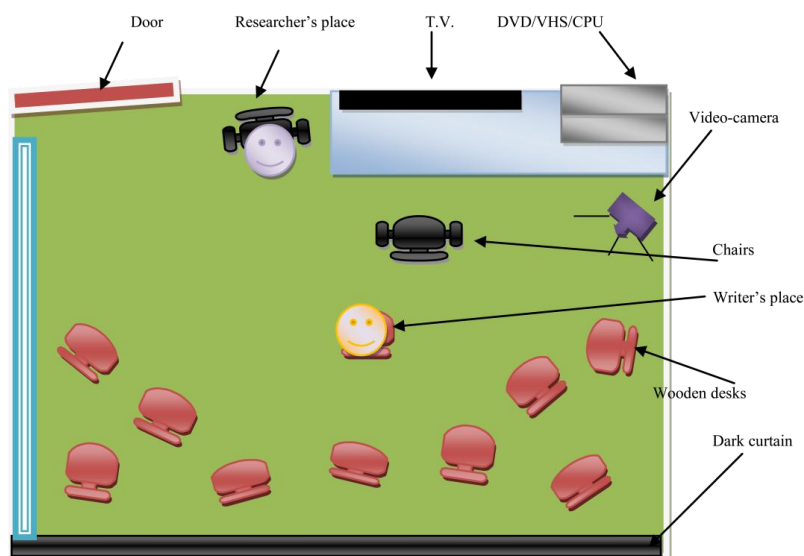 Door
Researcher’s place
T.V.
DVD/VHS/CPU
Video-camera
Chairs
Writer’s place
Wooden desks
Dark curtain